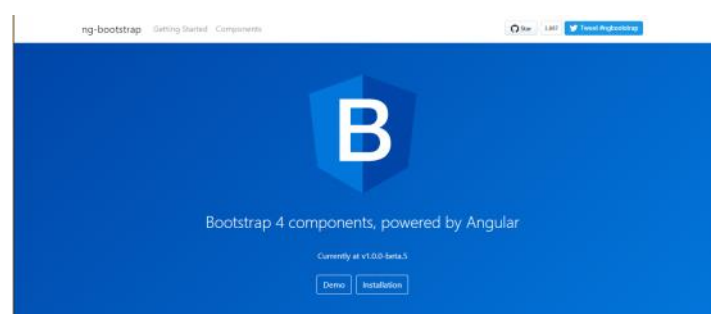 ng-bootstrap Getting Started Components Star Tweet #ngbootstrap
B
Bootstrap 4 components, powered by Angular
Currently at v1.0.0-beta.5
Demo Installation